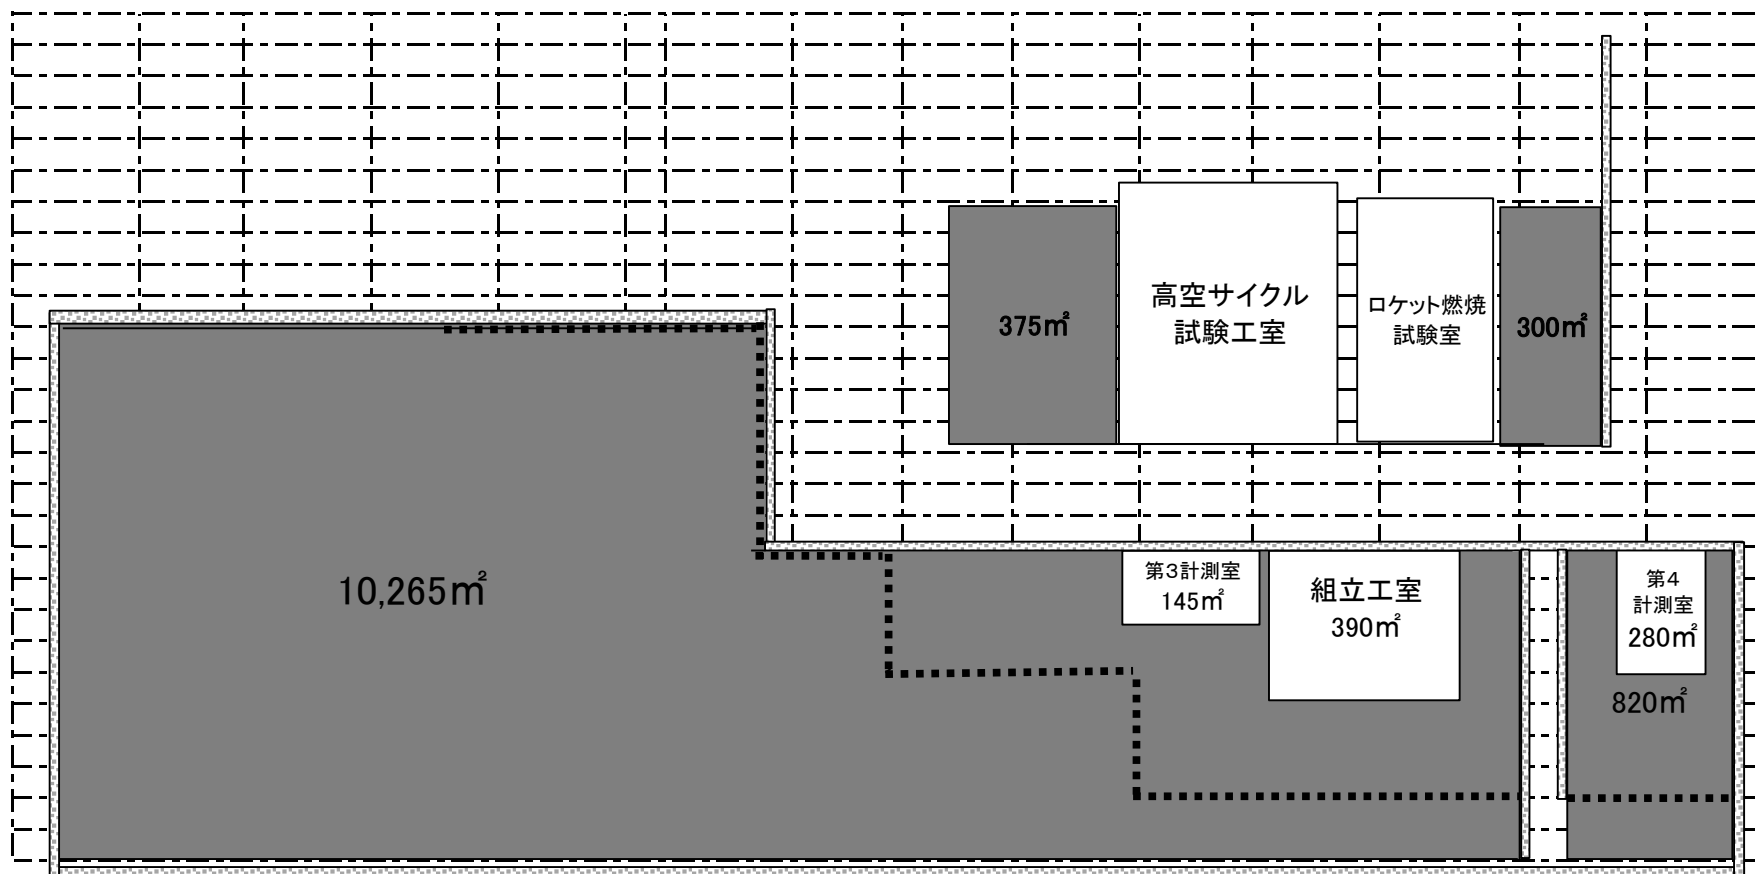 375㎡
高空サイクル
試験工室
ロケット燃焼
試験室
300㎡
10,265㎡
第3計測室
145㎡
組立工室
390㎡
第4
計測室
280㎡
820㎡